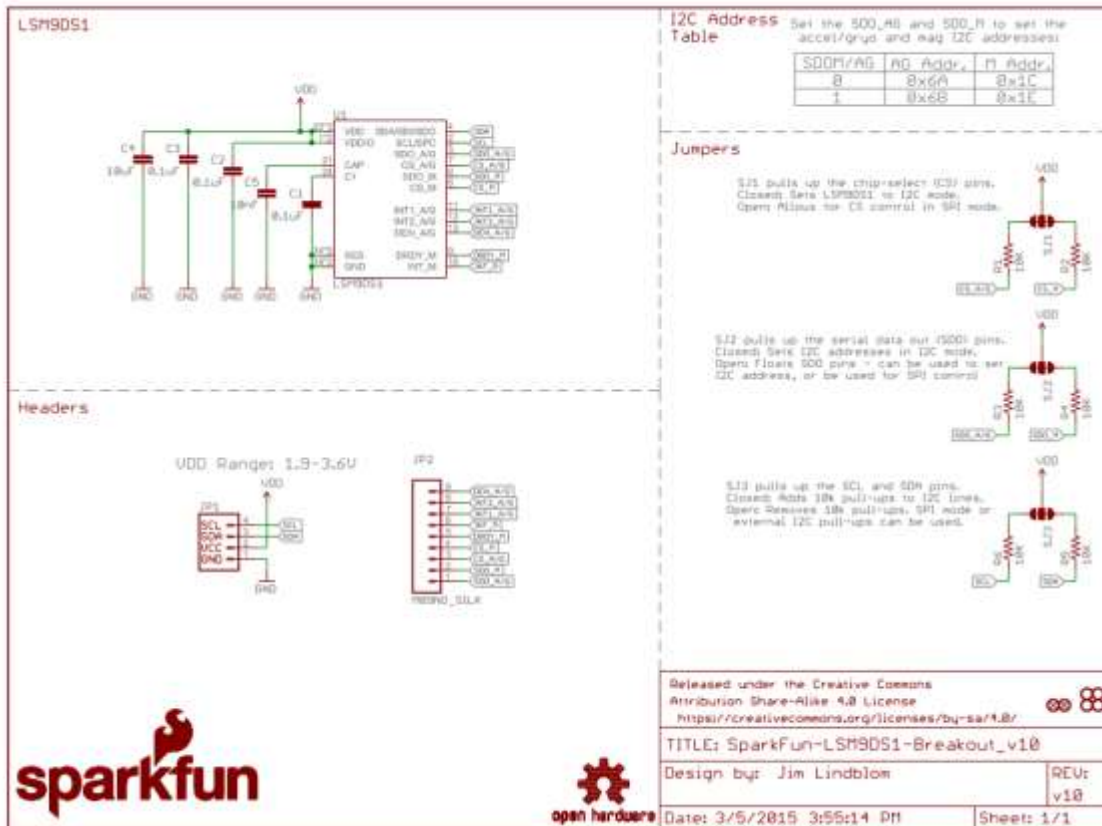 LSM9DS1
VDD
U1
VDD
VDDIO
CAP
C1
RES
GND
SDA/SDI/SDO
SCL/SPC
SDO_A/G
CS_A/G
SDO_M
CS_M
INT1_A/G
INT2_A/G
DEN_A/G
DRDY_M
INT_M
SDA
SCL
SDO_A/G
CS_A/G
SDO_M
CS_M
INT1_A/G
INT2_A/G
DEN_A/G
DRDY_M
INT_M
C4
10uF
C3
0.1uF
C2
0.1uF
C5
10nF
C1
0.1uF
GND
GND
GND
GND
GND
LSM9DS1
I2C Address
Table
Set the SDO_AG and SDO_M to set the
accel/gryo and mag I2C addresses:
SDOM/AG AG Addr. M Addr.
0 0x6A 0x1C
1 0x6B 0x1E
Jumpers
SJ1 pulls up the chip-select (CS) pins.
Closed: Sets LSM9DS1 to I2C mode.
Open: Allows for CS control in SPI mode.
VDD
SJ1
R1
10K
R2
10K
CS_A/G
CS_M
SJ2 pulls up the serial data out (SDO) pins.
Closed: Sets I2C addresses in I2C mode.
Open: Floats SDO pins - can be used to set
I2C address, or be used for SPI control
VDD
SJ2
R3
10K
R4
10K
SDO_A/G
SDO_M
SJ3 pulls up the SCL and SDA pins.
Closed: Adds 10k pull-ups to I2C lines.
Open: Removes 10k pull-ups. SPI mode or
external I2C pull-ups can be used.
VDD
SJ3
10K
10K
SCL
SDA
Headers
VDD Range: 1.9-3.6V
VDD
JP1
SCL
SDA
VCC
GND
4
3
2
1
SCL
SDA
GND
JP2
DEN_A/G
INT2_A/G
INT1_A/G
INT_M
DRDY_M
CS_M
CS_A/G
SDO_M
SDO_A/G
sparkfun
open hardware
Released under the Creative Commons
Attribution Share-Alike 4.0 License
https://creativecommons.org/licenses/by-sa/4.0/
TITLE: SparkFun-LSM9DS1-Breakout_v10
Design by: Jim Lindblom
REV:
v10
Date: 3/5/2015 3:55:14 PM
Sheet: 1/1